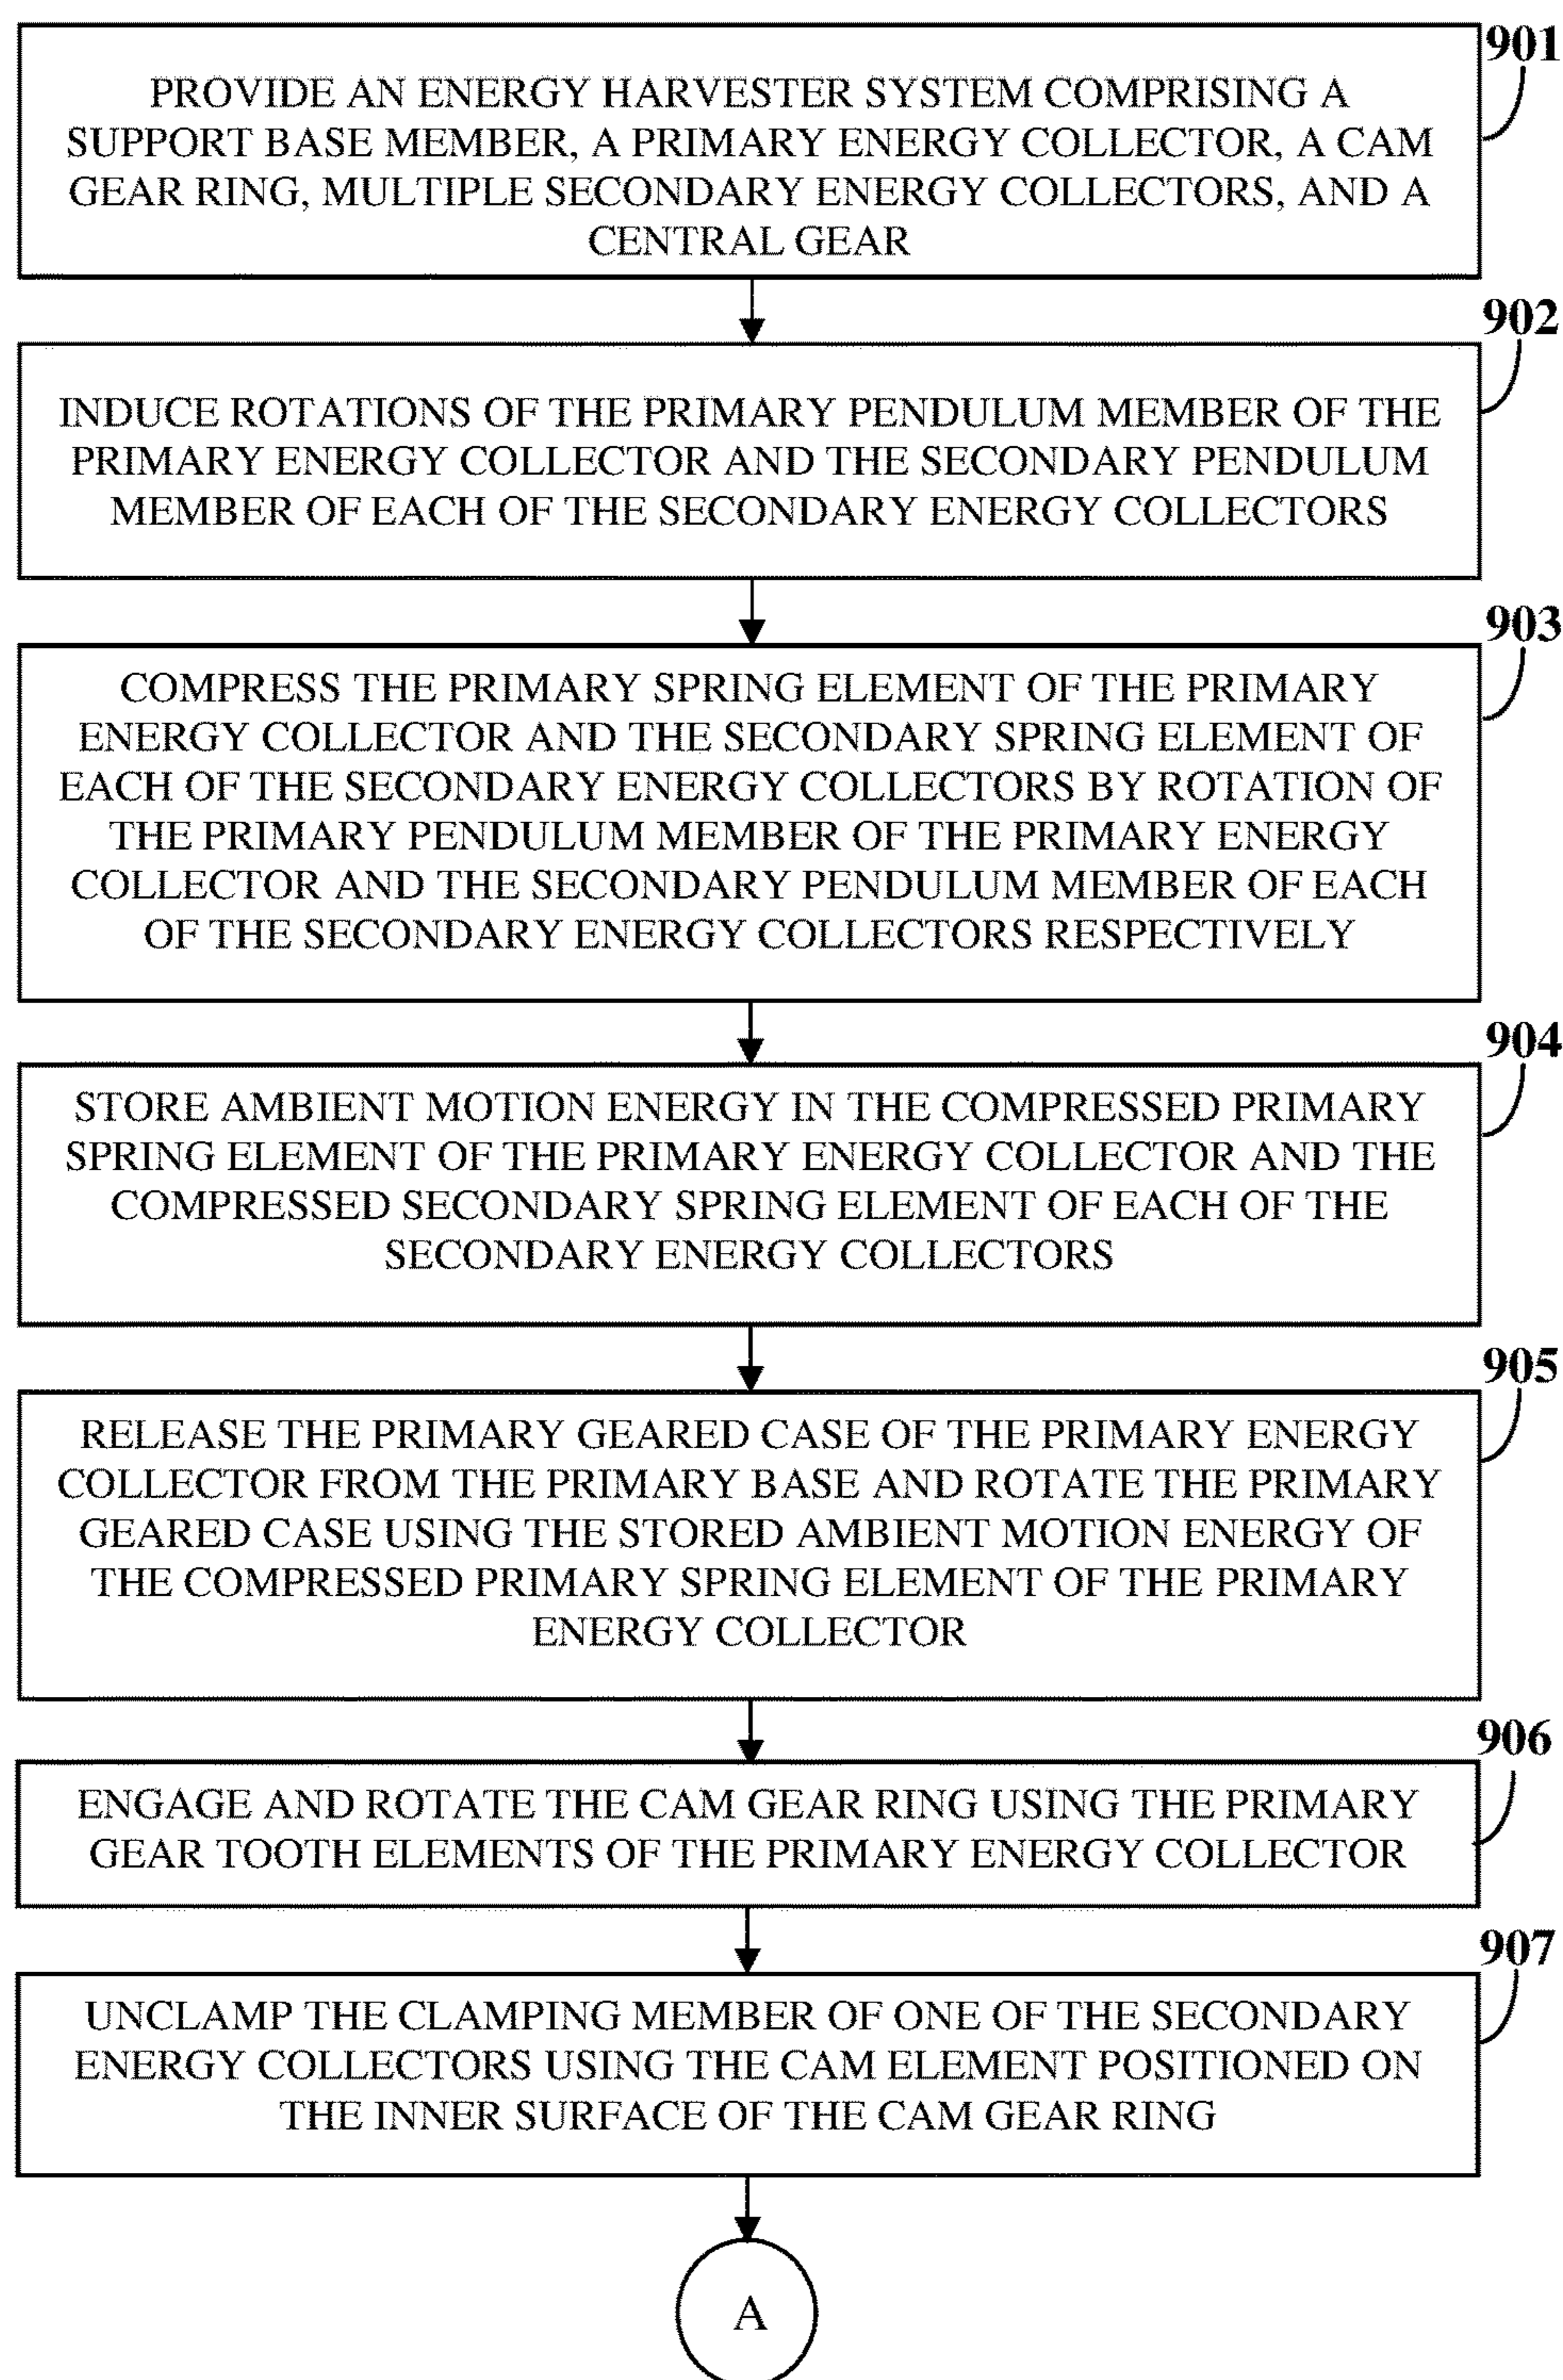 901
PROVIDE AN ENERGY HARVESTER SYSTEM COMPRISING A
SUPPORT BASE MEMBER, A PRIMARY ENERGY COLLECTOR, A CAM
GEAR RING, MULTIPLE SECONDARY ENERGY COLLECTORS, AND A
CENTRAL GEAR
902
INDUCE ROTATIONS OF THE PRIMARY PENDULUM MEMBER OF THE
PRIMARY ENERGY COLLECTOR AND THE SECONDARY PENDULUM
MEMBER OF EACH OF THE SECONDARY ENERGY COLLECTORS
903
COMPRESS THE PRIMARY SPRING ELEMENT OF THE PRIMARY
ENERGY COLLECTOR AND THE SECONDARY SPRING ELEMENT OF
EACH OF THE SECONDARY ENERGY COLLECTORS BY ROTATION OF
THE PRIMARY PENDULUM MEMBER OF THE PRIMARY ENERGY
COLLECTOR AND THE SECONDARY PENDULUM MEMBER OF EACH
OF THE SECONDARY ENERGY COLLECTORS RESPECTIVELY
904
STORE AMBIENT MOTION ENERGY IN THE COMPRESSED PRIMARY
SPRING ELEMENT OF THE PRIMARY ENERGY COLLECTOR AND THE
COMPRESSED SECONDARY SPRING ELEMENT OF EACH OF THE
SECONDARY ENERGY COLLECTORS
905
RELEASE THE PRIMARY GEARED CASE OF THE PRIMARY ENERGY
COLLECTOR FROM THE PRIMARY BASE AND ROTATE THE PRIMARY
GEARED CASE USING THE STORED AMBIENT MOTION ENERGY OF
THE COMPRESSED PRIMARY SPRING ELEMENT OF THE PRIMARY
ENERGY COLLECTOR
906
ENGAGE AND ROTATE THE CAM GEAR RING USING THE PRIMARY
GEAR TOOTH ELEMENTS OF THE PRIMARY ENERGY COLLECTOR
907
UNCLAMP THE CLAMPING MEMBER OF ONE OF THE SECONDARY
ENERGY COLLECTORS USING THE CAM ELEMENT POSITIONED ON
THE INNER SURFACE OF THE CAM GEAR RING
A